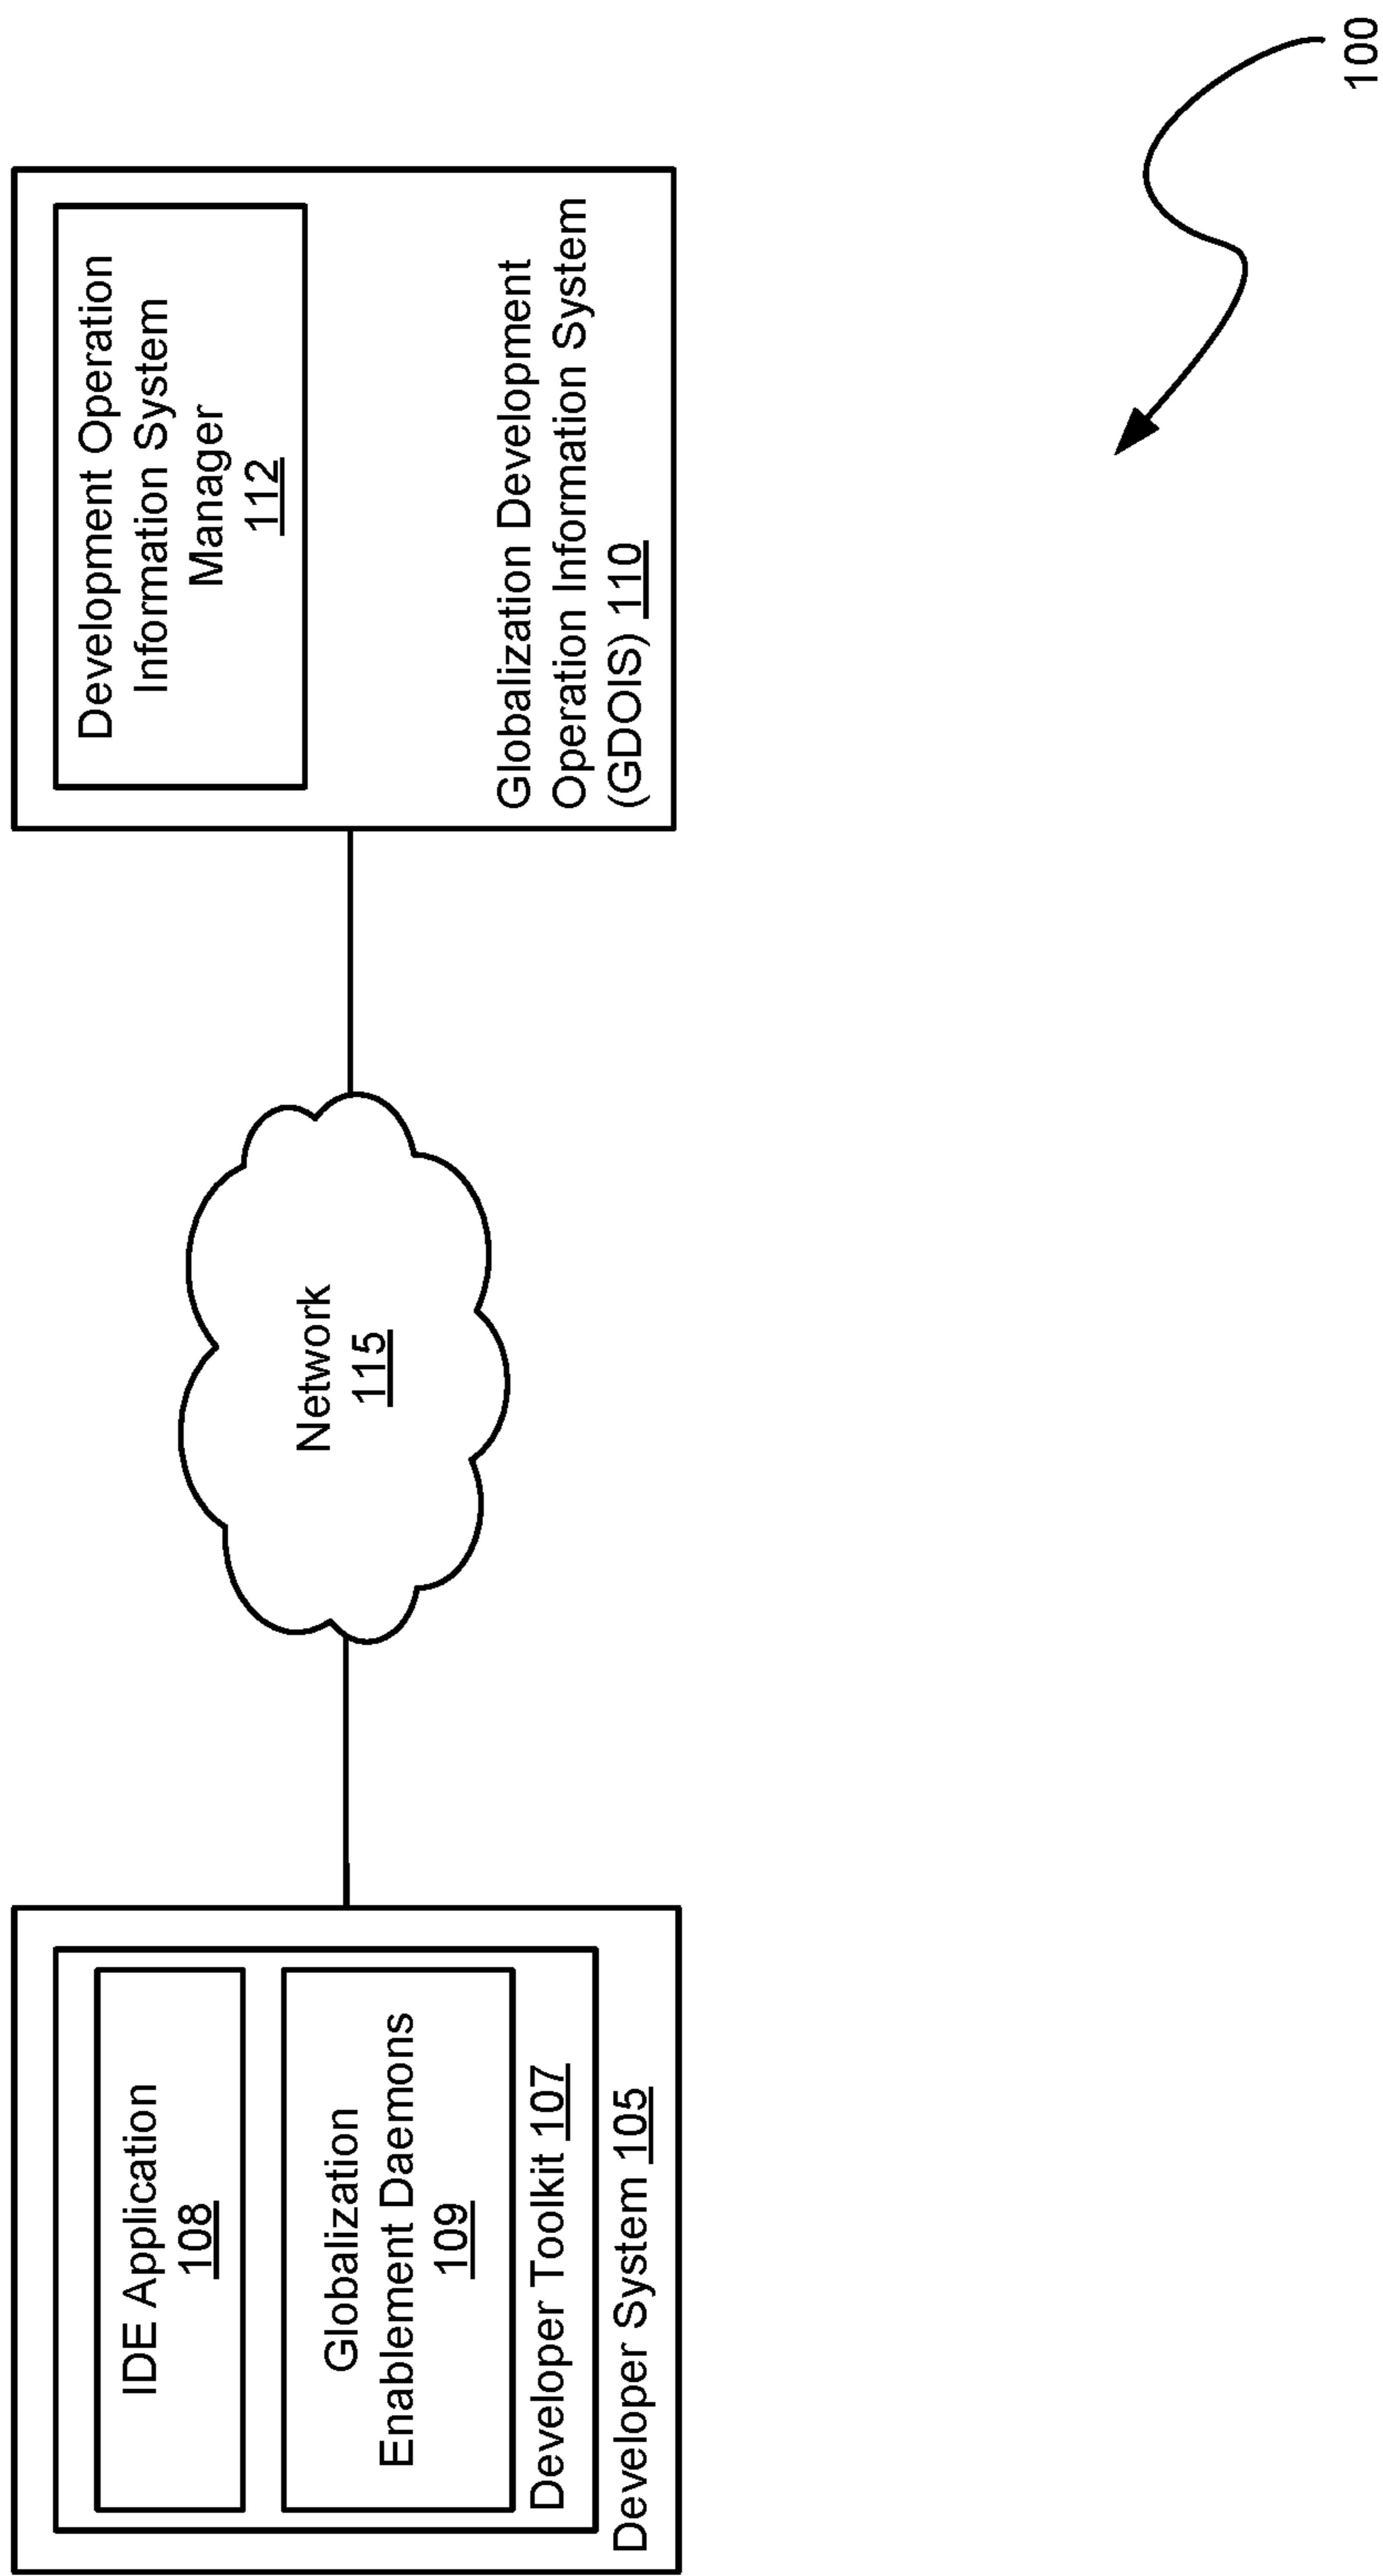 IDE Application
108
Globalization
Enablement Daemons
109
Developer Toolkit 107
Developer System 105
Network
115
Development Operation
Information System
Manager
112
Globalization Development
Operation Information System
(GDOIS) 110
100